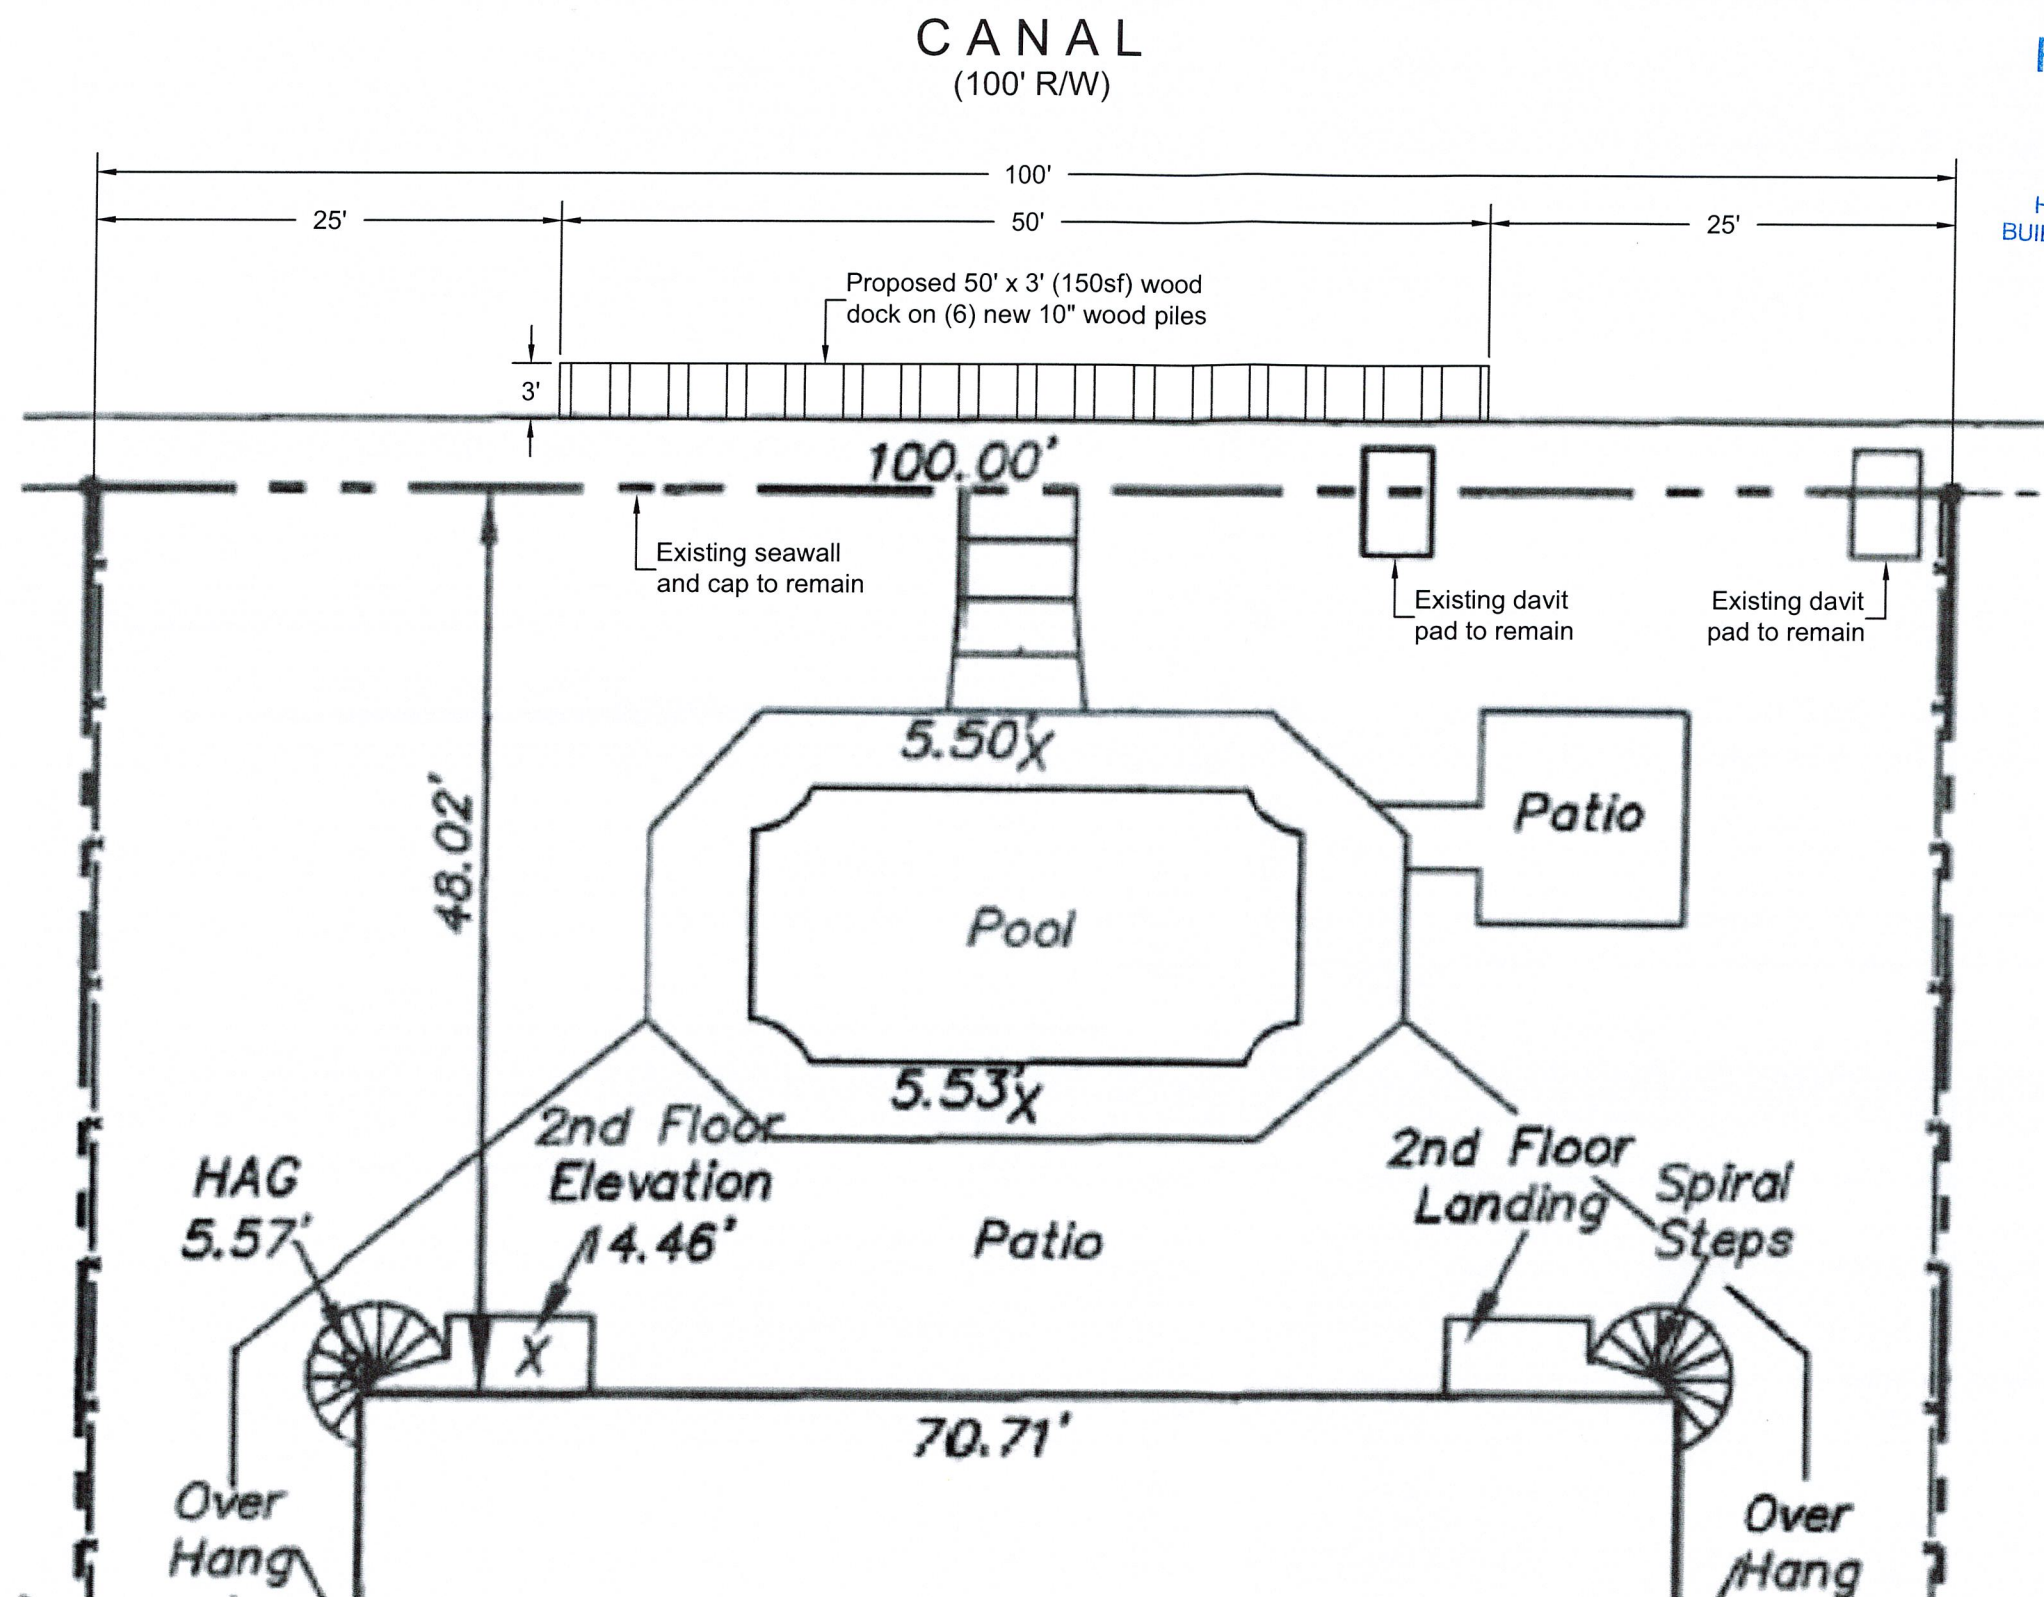 CANAL
(100' R/W)
100'
25'
50'
25'
BUI
Proposed 50' x 3' (150sf) wood
dock on (6) new 10" wood piles
3'
100.00'
Existing seawall
and cap to remain
Existing davit
pad to remain
Existing davit
pad to remain
48.02'
5.50'X
Patio
Pool
5.53'X
2nd Floor
Elevation
14.46'
HAG
5.57'
Patio
2nd Floor
Landing
Spiral
Steps
X
70.71'
Over
Hang
Over
Hang